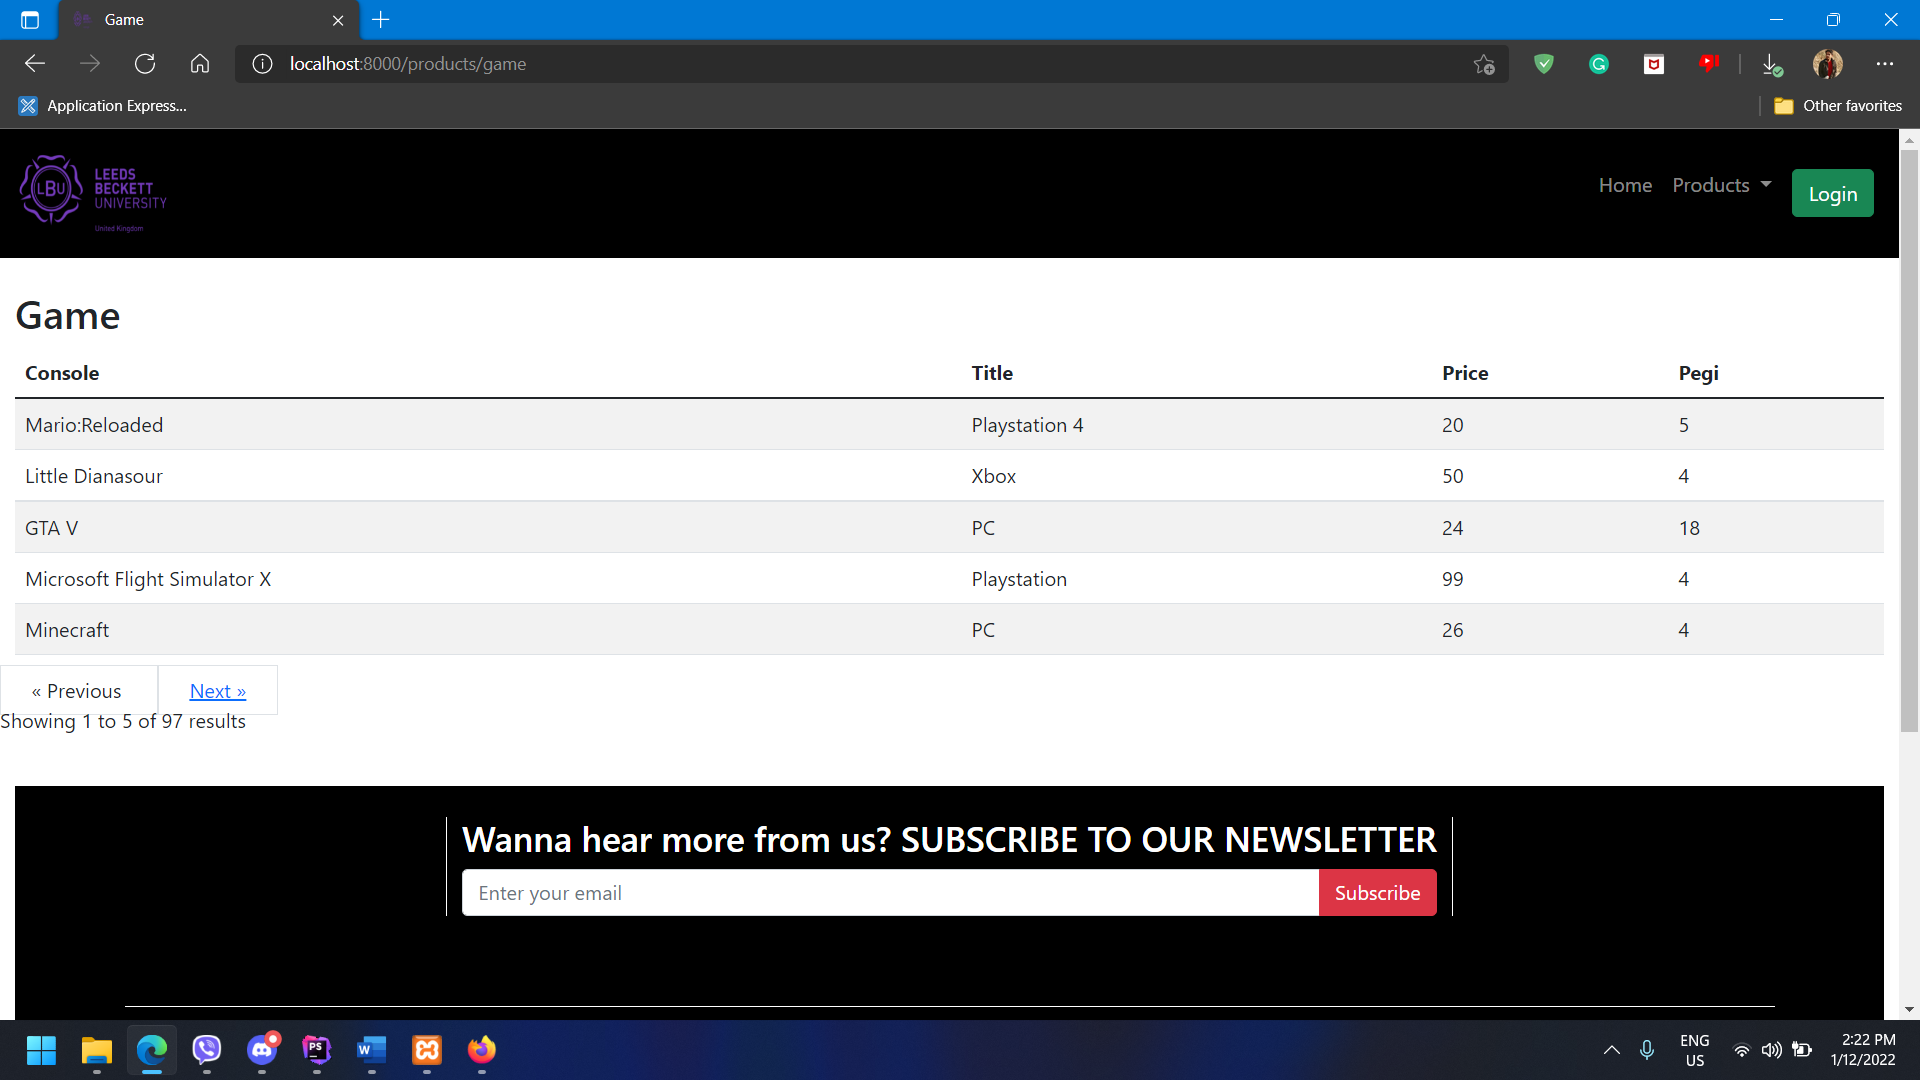 Game
localhost:8000/products/game
Application Express...
Other favorites
LBU
LEEDS
BECKETT
UNIVERSITY
United Kingdom
Home Products Login
Game
Console Title Price Pegi
Mario:Reloaded Playstation 4 20 5
Little Dianasour Xbox 50 4
GTA V PC 24 18
Microsoft Flight Simulator X Playstation 99 4
Minecraft PC 26 4
« Previous Next »
Showing 1 to 5 of 97 results
Wanna hear more from us? SUBSCRIBE TO OUR NEWSLETTER
Enter your email Subscribe
PS
W
ENG
US
2:22 PM
1/12/2022